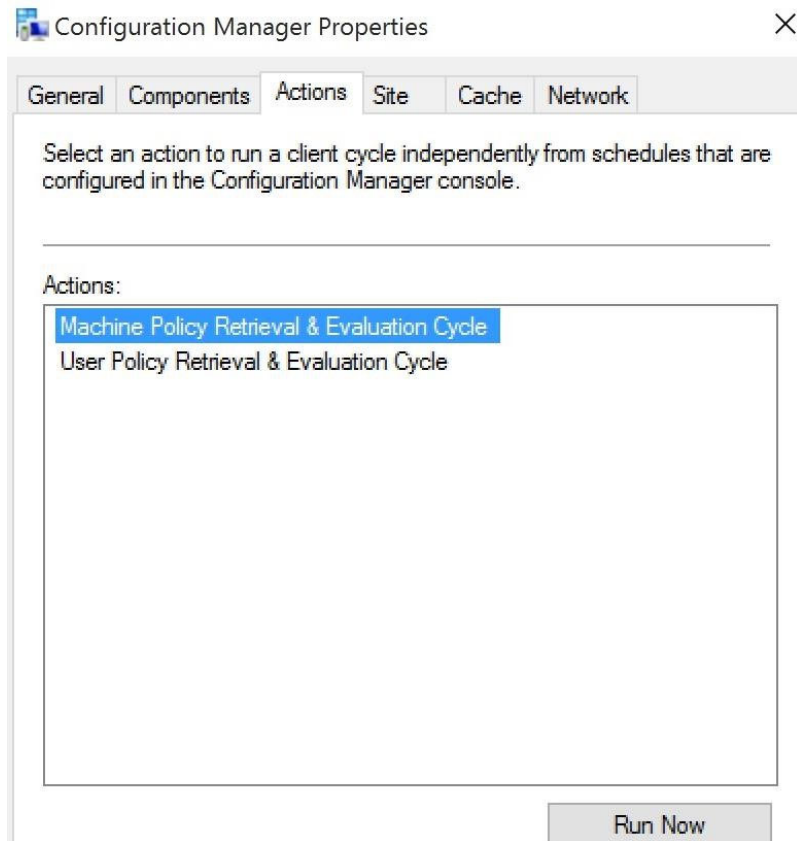 Configuration Manager Properties
General Components Actions Site Cache Network
Select an action to run a client cycle independently from schedules that are
configured in the Configuration Manager console.
Actions:
Machine Policy Retrieval & Evaluation Cycle
User Policy Retrieval & Evaluation Cycle
Run Now